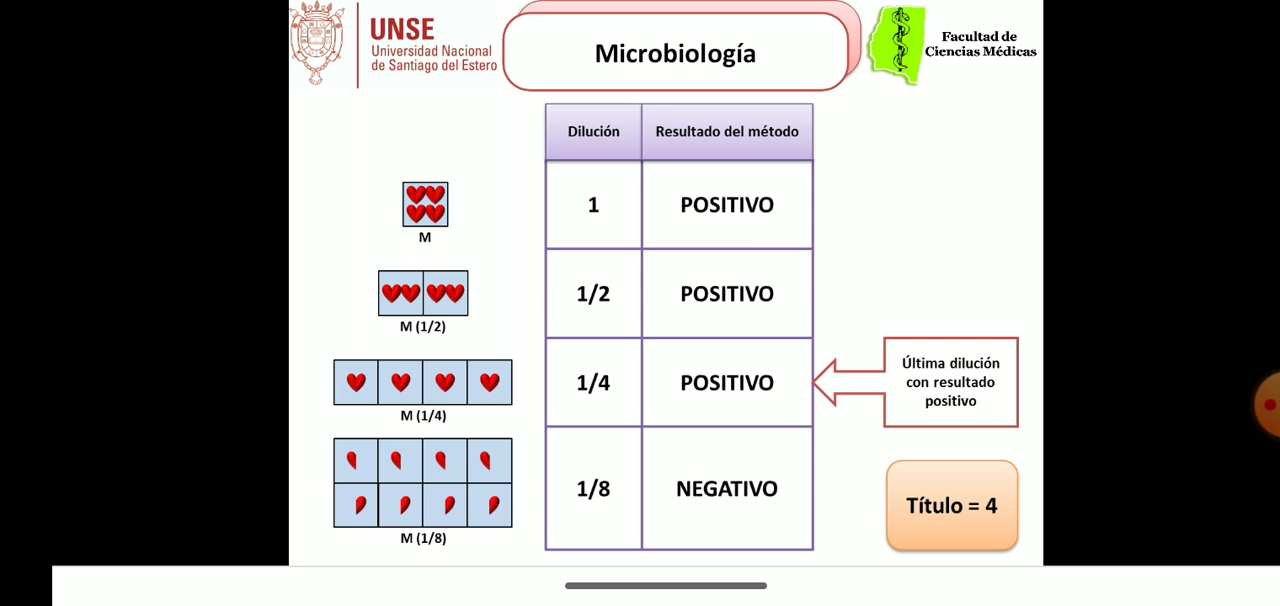 UNSE
Universidad Nacional
de Santiago del Estero
Microbiología
Facultad de
Ciencias Médicas
Dilución Resultado del método
M
1 POSITIVO
M (1/2)
1/2 POSITIVO
M (1/4)
1/4 POSITIVO
Última dilución
con resultado
positivo
M (1/8)
1/8 NEGATIVO
Título = 4